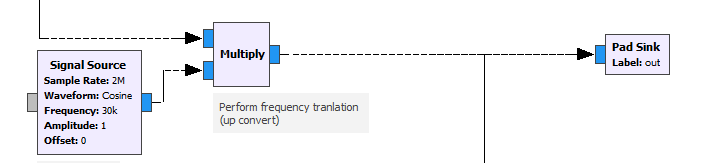 Signal Source
Sample Rate: 2M
Waveform: Cosine
Frequency: 30k
Amplitude: 1
Offset: 0
Multiply
Perform frequency tranlation
(up convert)
Pad Sink
Label: out